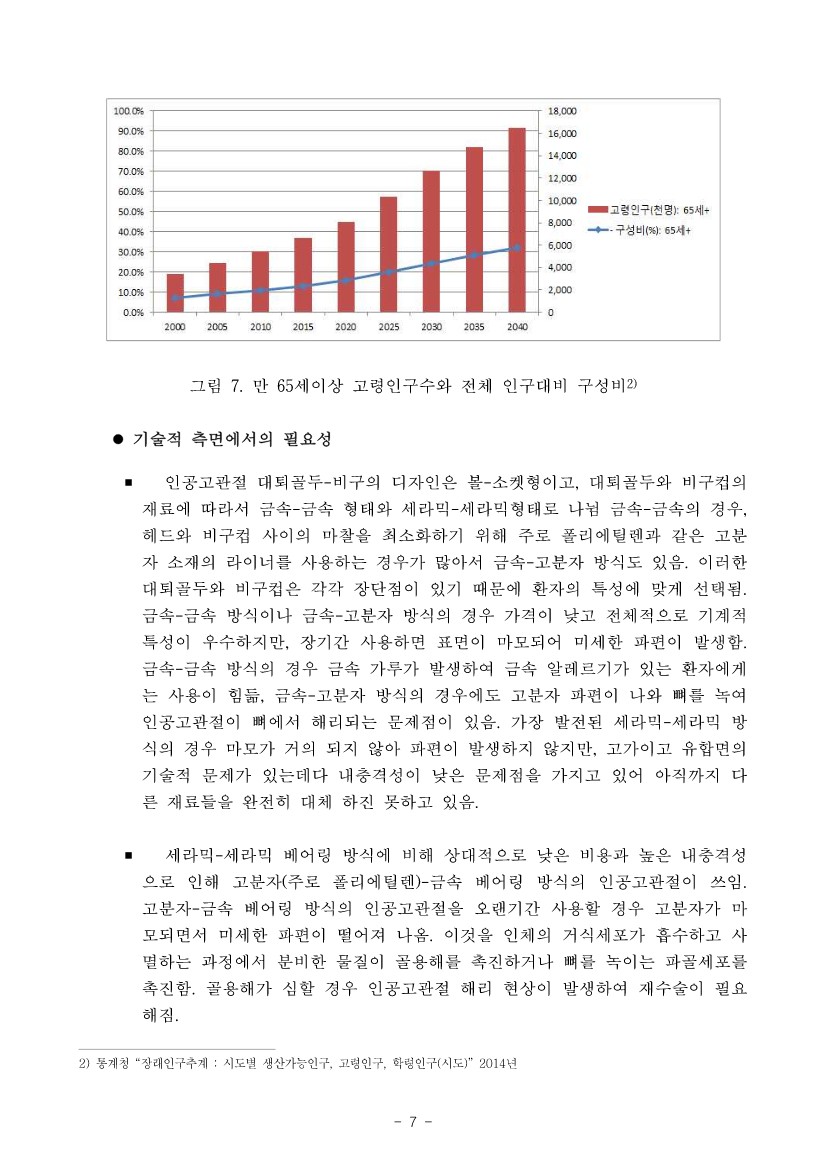 100.0%
90.0%
80.0%
70.0%
60.0%
50.0%
40.0%
30.0%
20.0%
10.0%
0.0%
18,000
16,000
14,000
12,000
10,000
8,000
6,000
4,000
2,000
0
2000 2005 2010 2015 2020 2025 2030 2035 2040
고령인구(천명): 65세+
- 구성비(%): 65세+
그림 7. 만 65세이상 고령인구수와 전체 인구대비 구성비2)
● 기술적 측면에서의 필요성
▪ 인공고관절 대퇴골두-비구의 디자인은 볼-소켓형이고, 대퇴골두와 비구컵의
재료에 따라서 금속-금속 형태와 세라믹-세라믹형태로 나뉨 금속-금속의 경우,
헤드와 비구컵 사이의 마찰을 최소화하기 위해 주로 폴리에틸렌과 같은 고분
자 소재의 라이너를 사용하는 경우가 많아서 금속-고분자 방식도 있음. 이러한
대퇴골두와 비구컵은 각각 장단점이 있기 때문에 환자의 특성에 맞게 선택됨.
금속-금속 방식이나 금속-고분자 방식의 경우 가격이 낮고 전체적으로 기계적
특성이 우수하지만, 장기간 사용하면 표면이 마모되어 미세한 파편이 발생함.
금속-금속 방식의 경우 금속 가루가 발생하여 금속 알레르기가 있는 환자에게
는 사용이 힘듦, 금속-고분자 방식의 경우에도 고분자 파편이 나와 뼈를 녹여
인공고관절이 뼈에서 해리되는 문제점이 있음. 가장 발전된 세라믹-세라믹 방
식의 경우 마모가 거의 되지 않아 파편이 발생하지 않지만, 고가이고 유합면의
기술적 문제가 있는데다 내충격성이 낮은 문제점을 가지고 있어 아직까지 다
른 재료들을 완전히 대체 하진 못하고 있음.
▪ 세라믹-세라믹 베어링 방식에 비해 상대적으로 낮은 비용과 높은 내충격성
으로 인해 고분자(주로 폴리에틸렌)-금속 베어링 방식의 인공고관절이 쓰임.
고분자-금속 베어링 방식의 인공고관절을 오랜기간 사용할 경우 고분자가 마
모되면서 미세한 파편이 떨어져 나옴. 이것을 인체의 거식세포가 흡수하고 사
멸하는 과정에서 분비한 물질이 골용해를 촉진하거나 뼈를 녹이는 파골세포를
촉진함. 골용해가 심할 경우 인공고관절 해리 현상이 발생하여 재수술이 필요
해짐.
2) 통계청 “장래인구추계 : 시도별 생산가능인구, 고령인구, 학령인구(시도)” 2014년
- 7 -